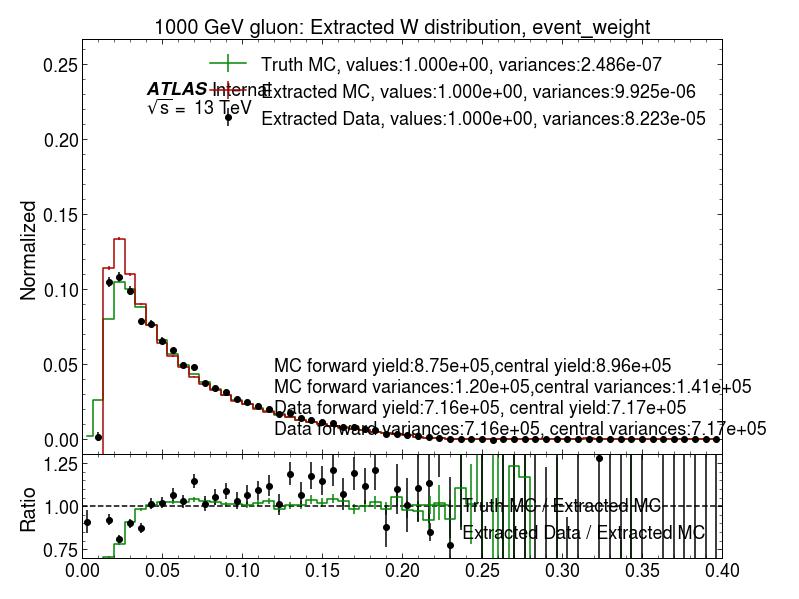 1000 GeV gluon: Extracted W distribution, event_weight
Truth MC, values:1.000e+00, variances:2.486e-07
ATLAS Internal
Extracted MC, values:1.000e+00, variances:9.925e-06
√s = 13 TeV
Extracted Data, values:1.000e+00, variances:8.223e-05
0.25
0.20
0.15
0.10
0.05
0.00
Normalized
MC forward yield:8.75e+05,central yield:8.96e+05
MC forward variances:1.20e+05,central variances:1.41e+05
Data forward yield:7.16e+05, central yield:7.17e+05
Data forward variances:7.16e+05, central variances:7.17e+05
1.25
1.00
0.75
Ratio
Truth MC / Extracted MC
Extracted Data / Extracted MC
0.00 0.05 0.10 0.15 0.20 0.25 0.30 0.35 0.40